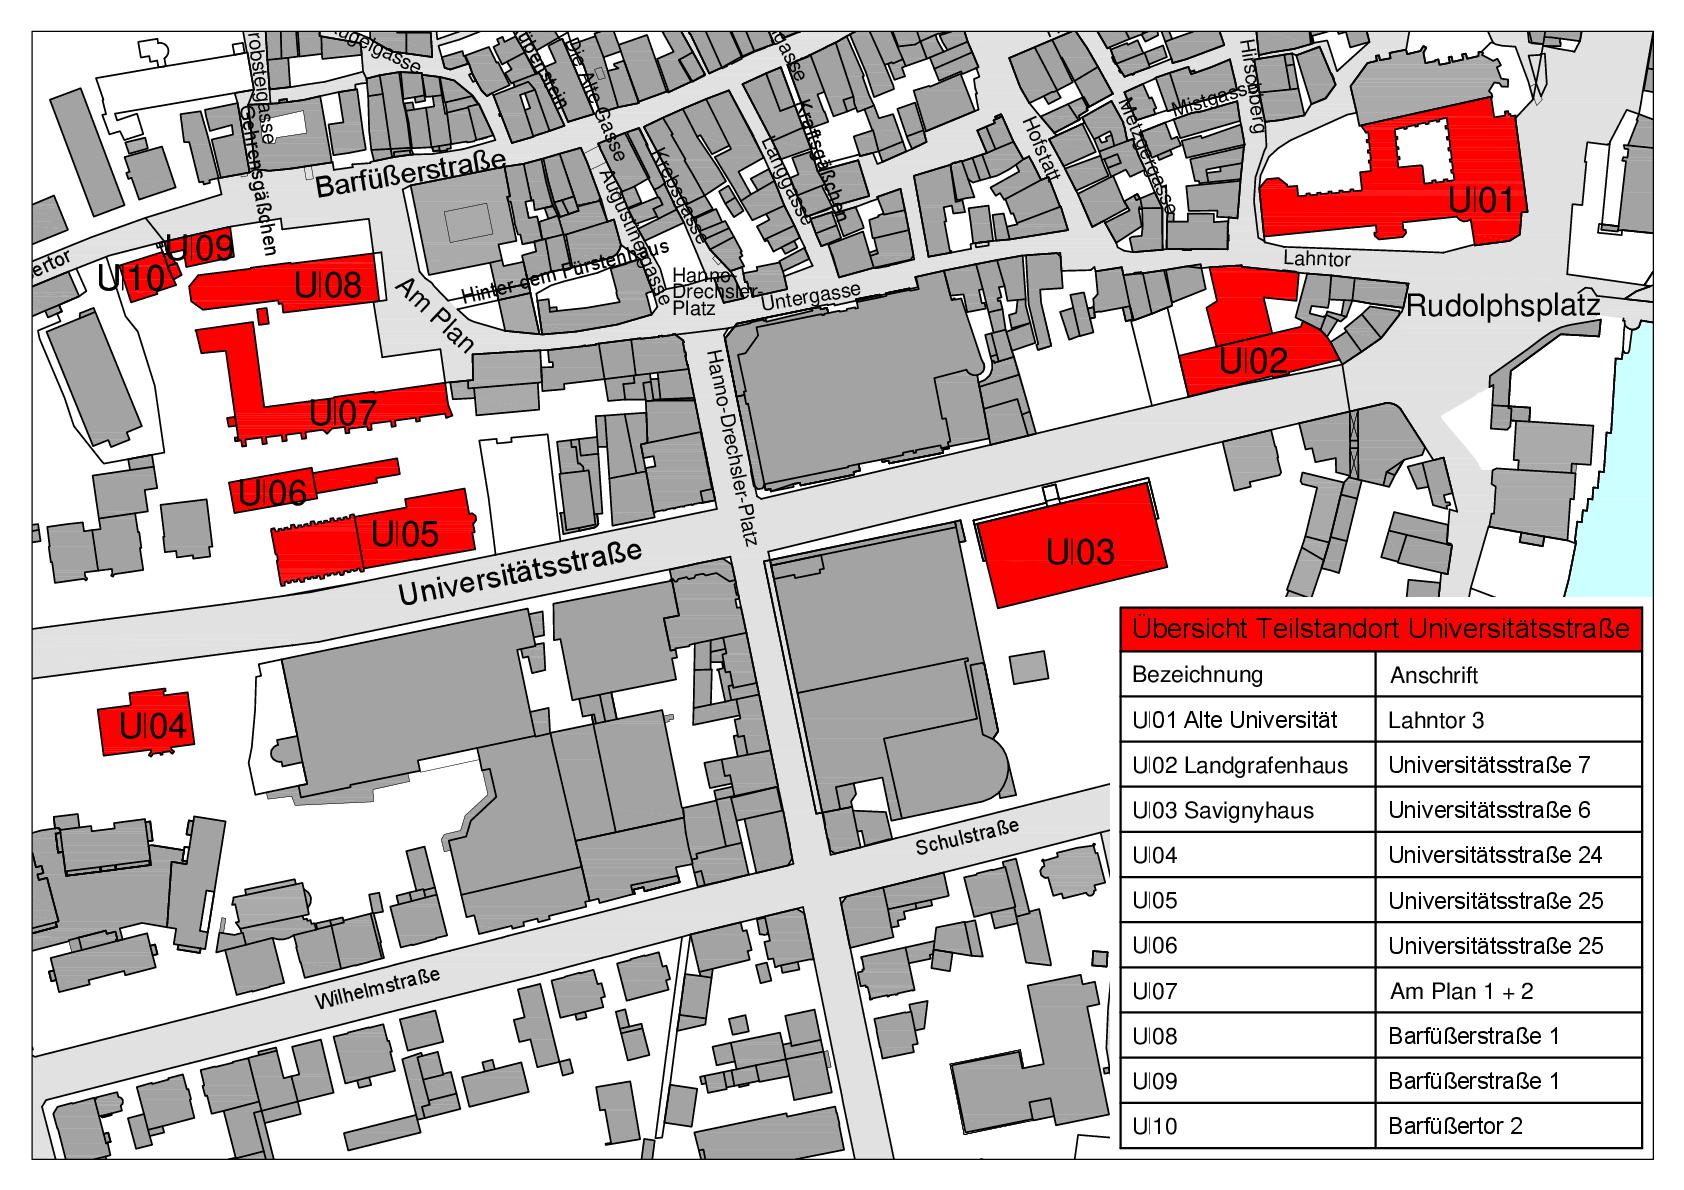 Barfüßerstraße
Gehrensgäßchen
Die Alte Gasse
Augustinergasse
Krebsgasse
Langgasse
Kraftsgäßchen
Hofstatt
Metzgergasse
Mistgasse
Hirschberg
U|01
U|09
U|10
U|08
Am Plan
Hinter dem Fürstenhaus
Hanno-
Drechsler-
Platz
Untergasse
Lahntor
Rudolphsplatz
U|02
U|07
Hanno-Drechsler-Platz
U|06
U|05
Universitätsstraße
U|03
U|04
Schulstraße
Wilhelmstraße
Übersicht Teilstandort Universitätsstraße
Bezeichnung Anschrift
U|01 Alte Universität Lahntor 3
U|02 Landgrafenhaus Universitätsstraße 7
U|03 Savignyhaus Universitätsstraße 6
U|04 Universitätsstraße 24
U|05 Universitätsstraße 25
U|06 Universitätsstraße 25
U|07 Am Plan 1 + 2
U|08 Barfüßerstraße 1
U|09 Barfüßerstraße 1
U|10 Barfüßertor 2